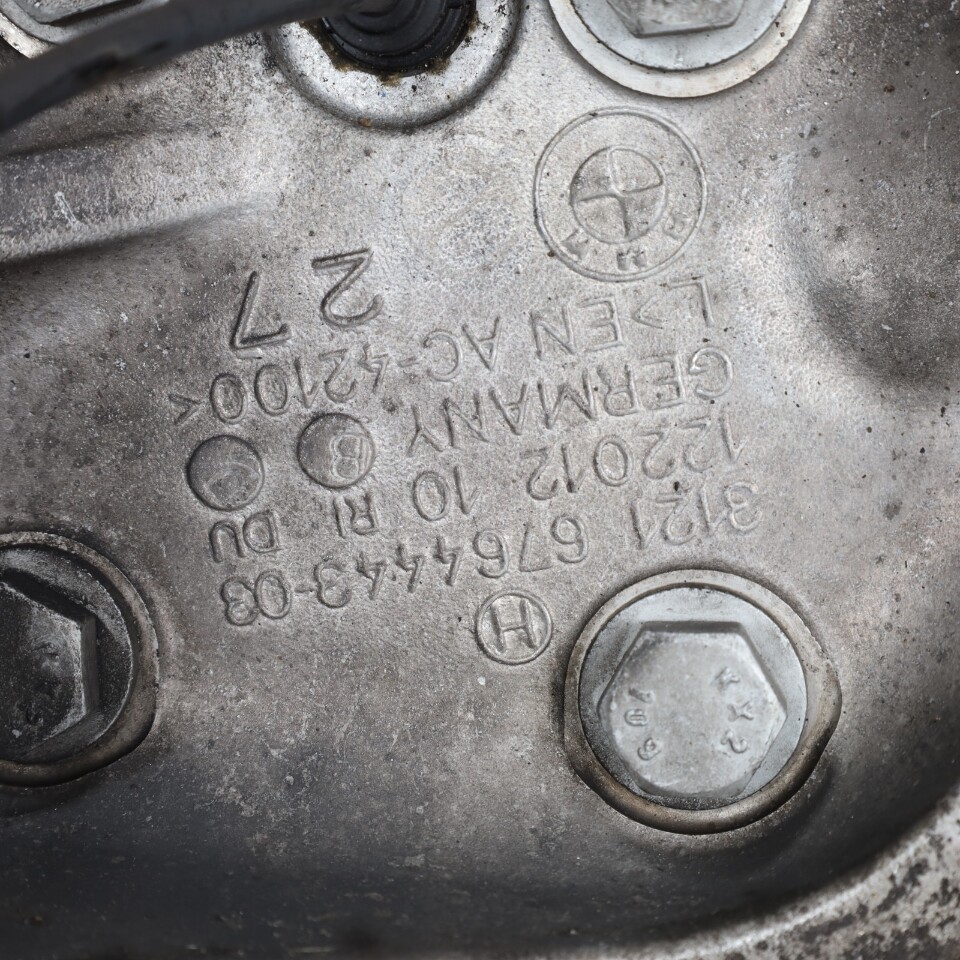 H
3121 6764443-03
122012 10 RI DU
GERMANY B
L>EN AC-42100<
27